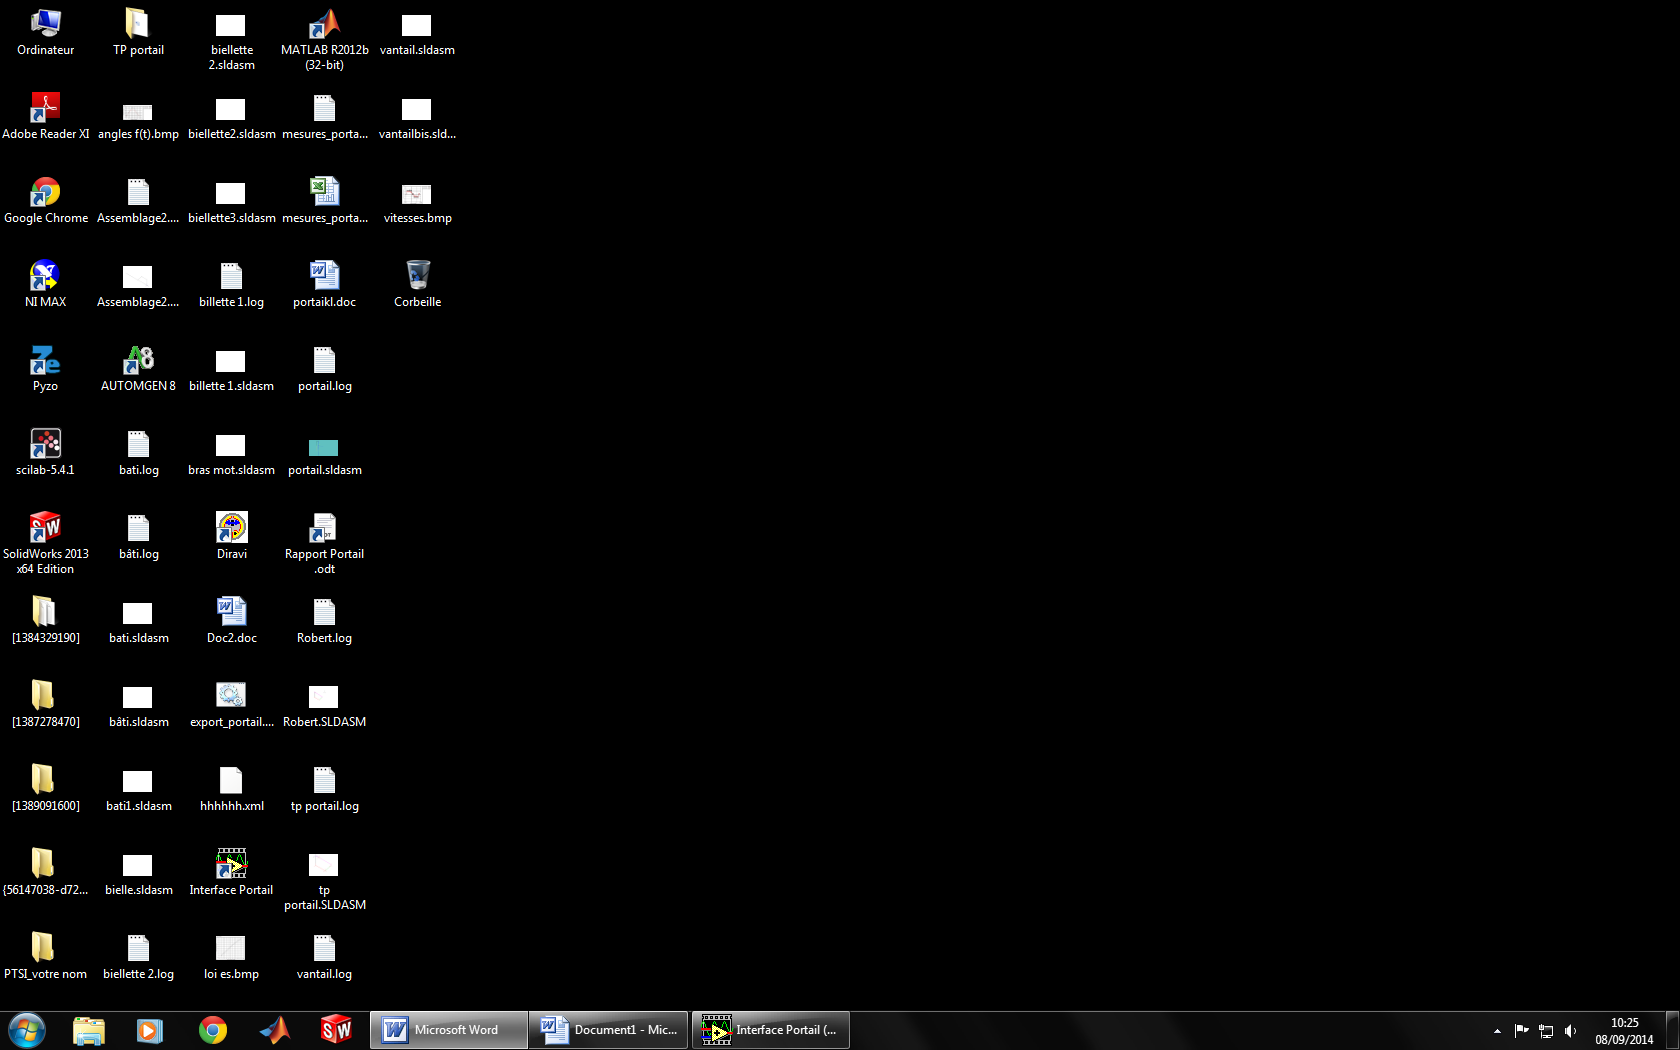 Ordinateur
TP portail
biellette
2.sldasm
MATLAB R2012b
(32-bit)
vantail.sldasm
Adobe Reader XI
angles f(t).bmp
biellette2.sldasm
mesures_porta...
vantailbis.sld...
Google Chrome
Assemblage2....
biellette3.sldasm
mesures_porta...
vitesses.bmp
NI MAX
Assemblage2....
billette 1.log
portaikl.doc
Corbeille
Pyzo
AUTOMGEN 8
billette 1.sldasm
portail.log
scilab-5.4.1
bati.log
bras mot.sldasm
portail.sldasm
SolidWorks 2013
x64 Edition
bâti.log
Diravi
Rapport Portail
.odt
[1384329190]
bati.sldasm
Doc2.doc
Robert.log
[1387278470]
bâti.sldasm
export_portail....
Robert.SLDASM
[1389091600]
bati1.sldasm
hhhhhh.xml
tp portail.log
{56147038-d72...
bielle.sldasm
Interface Portail
tp
portail.SLDASM
PTSI_votre nom
biellette 2.log
loi es.bmp
vantail.log
Microsoft Word
Document1 - Mic...
Interface Portail (...
10:25
08/09/2014